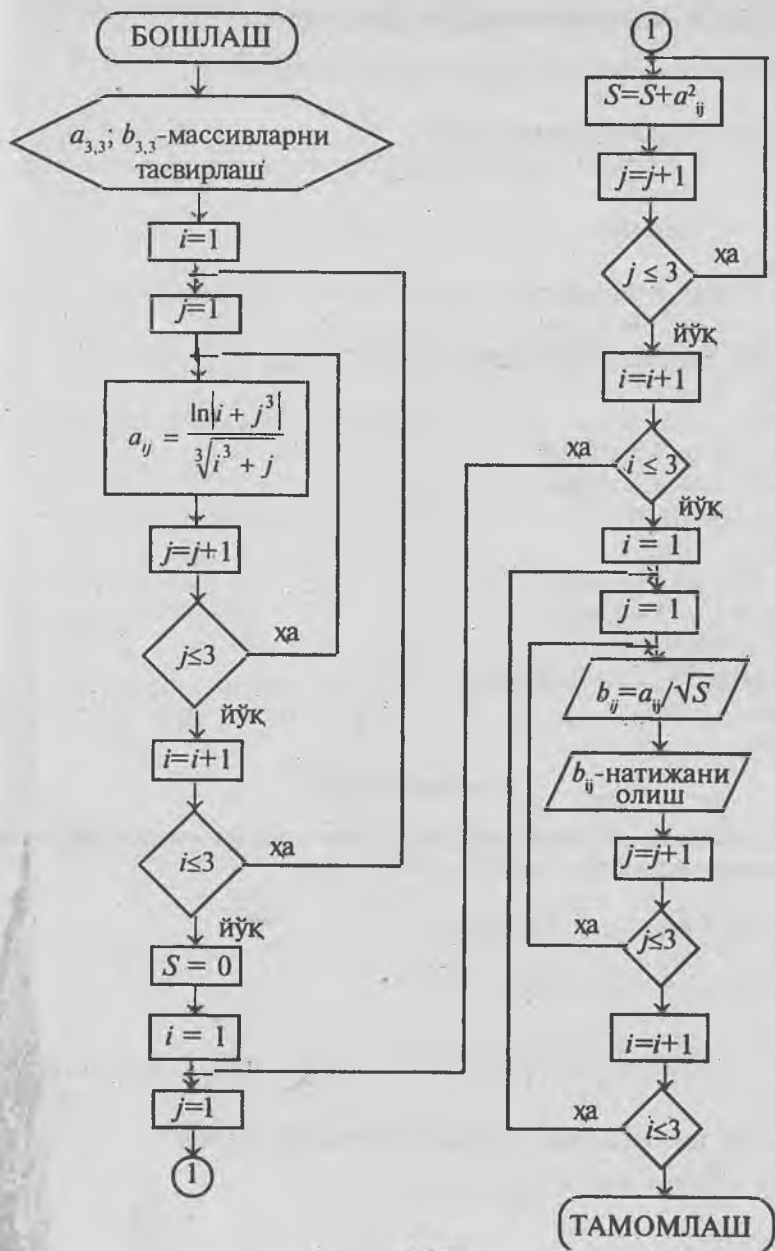 БОШЛАШ
a₃,₃; b₃,₃-массивларни
тасвирлаш
i=1
j=1
aᵢⱼ = ln|i + j³| / ∛(i³ + j)
j=j+1
j≤3
ҳа
йўқ
i=i+1
i≤3
ҳа
йўқ
S = 0
i = 1
j=1
1
1
S=S+a²ᵢⱼ
j=j+1
j ≤ 3
ҳа
йўқ
i=i+1
ҳа
i ≤ 3
йўқ
i = 1
j = 1
bᵢⱼ=aᵢⱼ/√S
bᵢⱼ-натижани
олиш
j=j+1
ҳа
j≤3
i=i+1
ҳа
i≤3
ТАМОМЛАШ